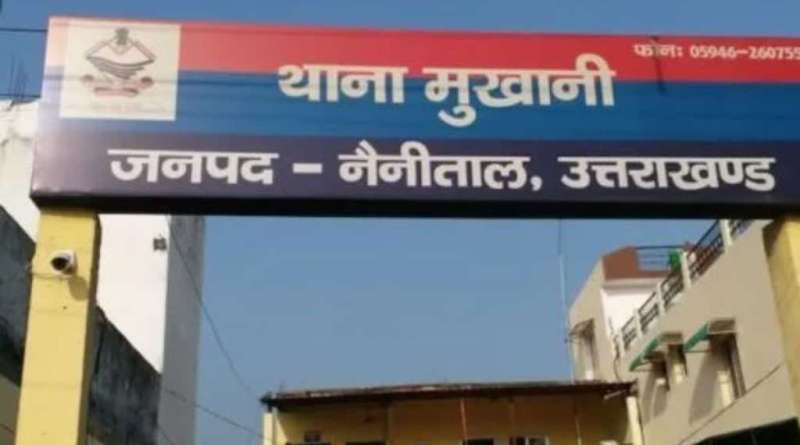 फोन: 05946-260755
थाना मुखानी
जनपद - नैनीताल, उत्तराखण्ड